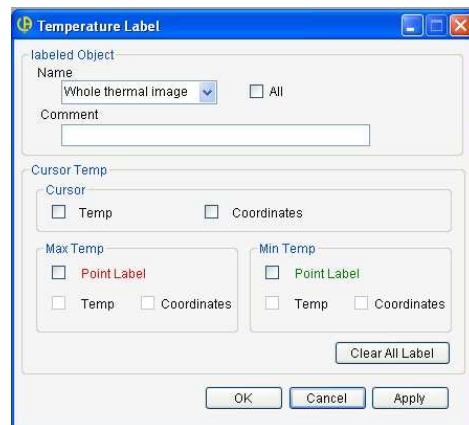 Temperature Label
labeled Object
Name
Whole thermal image All
Comment
Cursor Temp
Cursor
Temp Coordinates
Max Temp Min Temp
Point Label Point Label
Temp Coordinates Temp Coordinates
Clear All Label
OK Cancel Apply